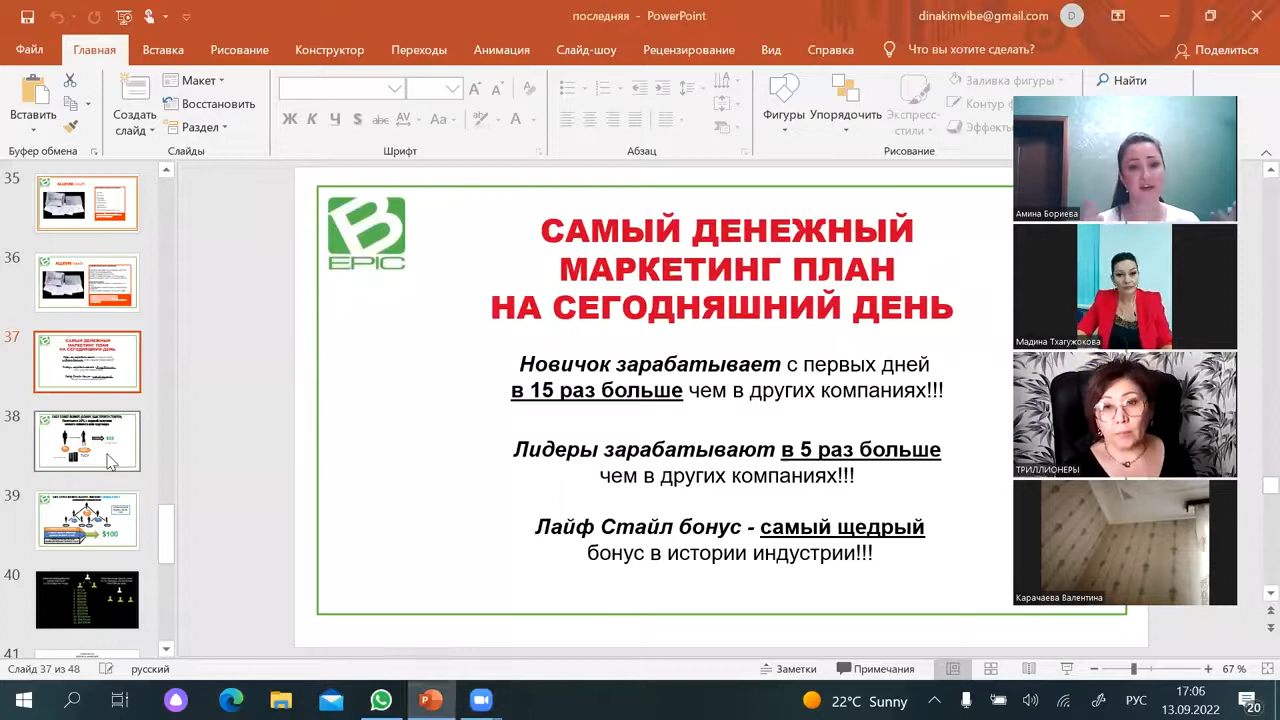 последняя - PowerPoint
dinakimvibe@gmail.com
D
Файл Главная Вставка Рисование Конструктор Переходы Анимация Слайд-шоу Рецензирование Вид Справка Что вы хотите сделать? Поделиться
Вставить
Буфер обмена
Создать
слайд
Макет
Восстановить
Раздел
Слайды
Ж К Ч S abc AV Aa A
Шрифт
Абзац
Фигуры
Упорядочить
Экспресс
стили
Заливка фигуры
Контур
Эффекты
Рисование
Найти
35
36
37
38
39
$100
40
41
EPIC
САМЫЙ ДЕНЕЖНЫЙ
МАРКЕТИНГ ПЛАН
НА СЕГОДНЯШНИЙ ДЕНЬ
Новичок зарабатывает с первых дней
в 15 раз больше чем в других компаниях!!!
Лидеры зарабатывают в 5 раз больше
чем в других компаниях!!!
Лайф Стайл бонус - самый щедрый
бонус в истории индустрии!!!
Амина Бориева
Мадина Тхагужокова
ТРИЛЛИОНЕРЫ
Карачаева Валентина
Слайд 37 из 48
русский
Заметки
Примечания
67 %
22°C Sunny
РУС
17:06
13.09.2022
20